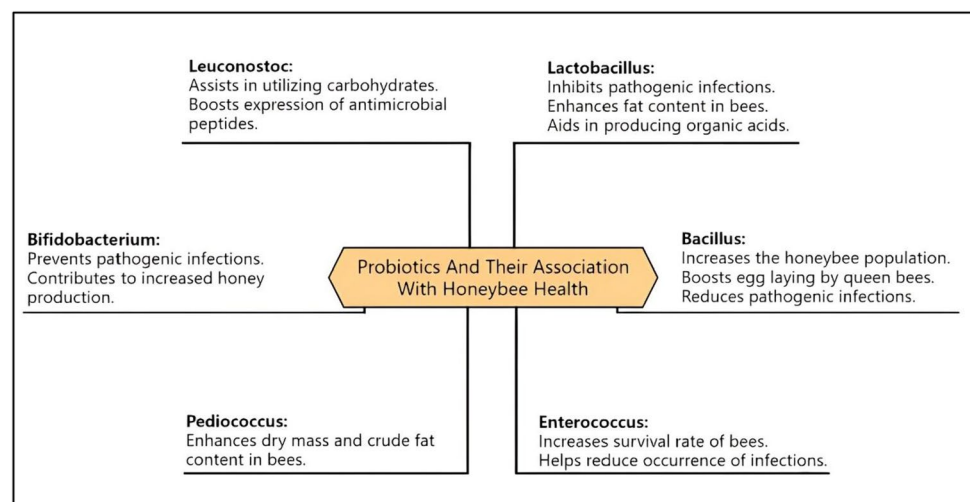 Leuconostoc:
Assists in utilizing carbohydrates.
Boosts expression of antimicrobial
peptides.
Lactobacillus:
Inhibits pathogenic infections.
Enhances fat content in bees.
Aids in producing organic acids.
Bifidobacterium:
Prevents pathogenic infections.
Contributes to increased honey
production.
Probiotics And Their Association
With Honeybee Health
Bacillus:
Increases the honeybee population.
Boosts egg laying by queen bees.
Reduces pathogenic infections.
Pediococcus:
Enhances dry mass and crude fat
content in bees.
Enterococcus:
Increases survival rate of bees.
Helps reduce occurrence of infections.